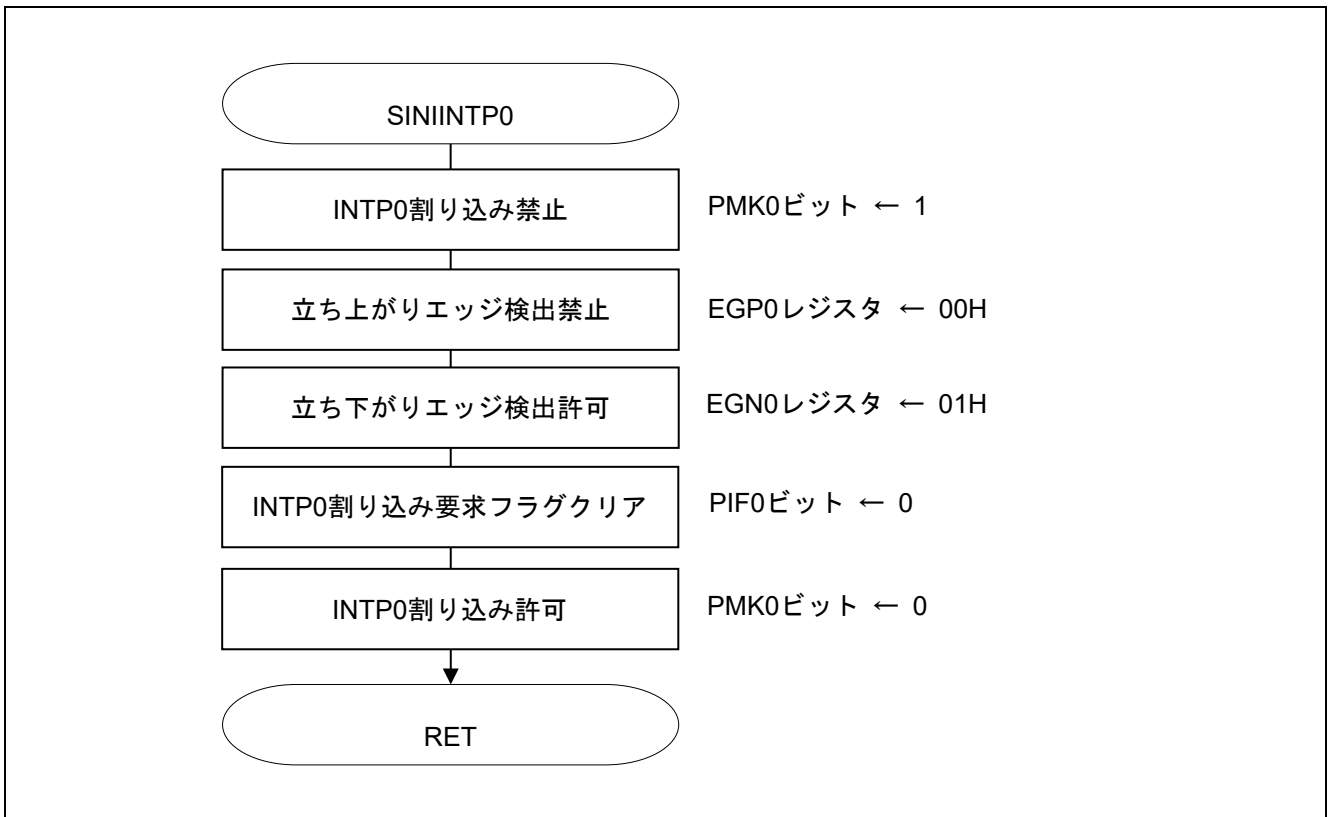 SINIINTP0
INTP0割り込み禁止 PMK0ビット ← 1
立ち上がりエッジ検出禁止 EGP0レジスタ ← 00H
立ち下がりエッジ検出許可 EGN0レジスタ ← 01H
INTP0割り込み要求フラグクリア PIF0ビット ← 0
INTP0割り込み許可 PMK0ビット ← 0
RET